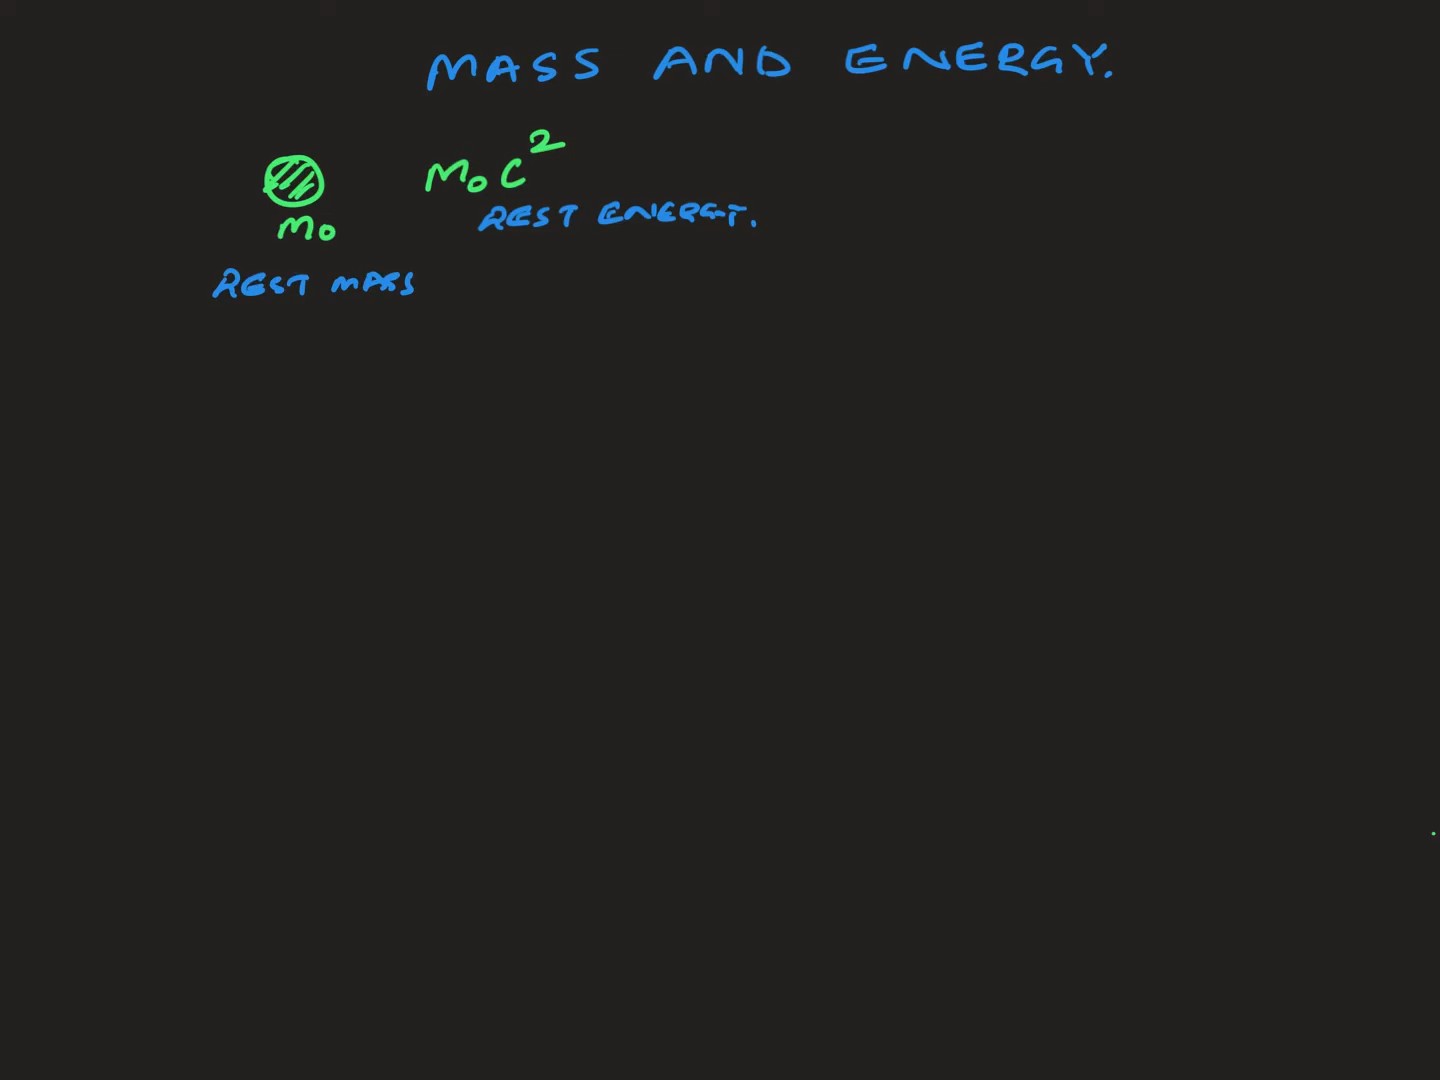 MASS AND ENERGY.
m₀c²
REST ENERGY.
m₀
REST MASS